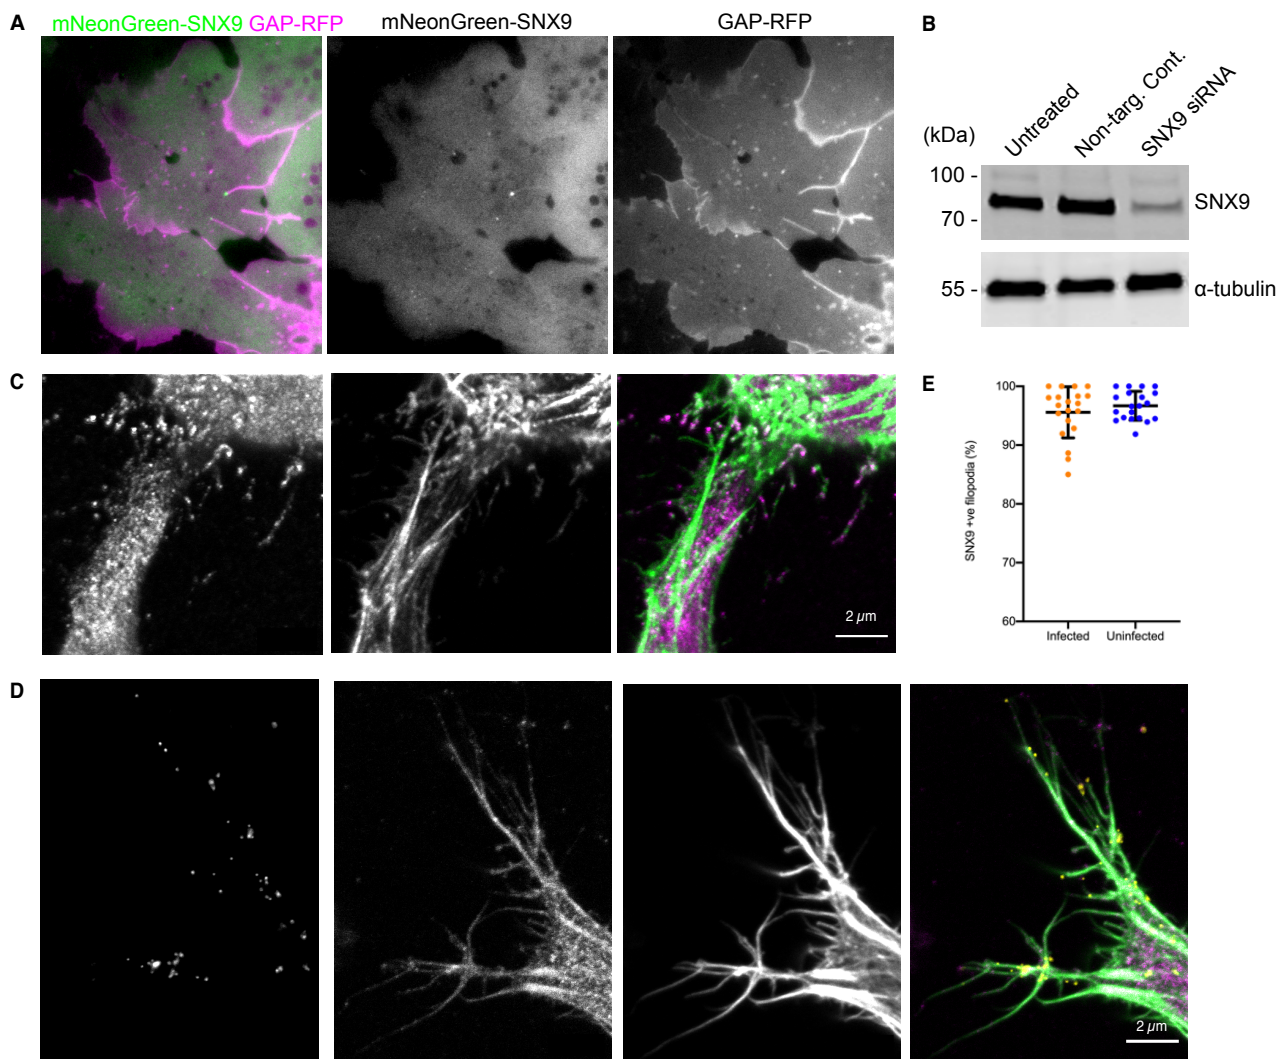 A
mNeonGreen-SNX9 GAP-RFP
mNeonGreen-SNX9
GAP-RFP
B
Untreated
Non-targ. Cont.
SNX9 siRNA
(kDa)
100 -
70 -
SNX9
55 -
α-tubulin
C
2 µm
D
2 µm
E
100
90
80
70
60
SNX9 +ve filopodia (%)
Infected
Uninfected